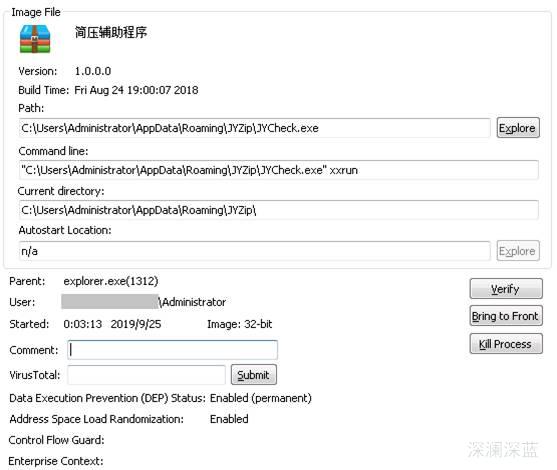 Image File
简压辅助程序
Version: 1.0.0.0
Build Time: Fri Aug 24 19:00:07 2018
Path:
C:\Users\Administrator\AppData\Roaming\JYZip\JYCheck.exe Explore
Command line:
"C:\Users\Administrator\AppData\Roaming\JYZip\JYCheck.exe" xxrun
Current directory:
C:\Users\Administrator\AppData\Roaming\JYZip\
Autostart Location:
n/a Explore
Parent: explorer.exe(1312)
Verify
User: \Administrator
Bring to Front
Started: 0:03:13 2019/9/25 Image: 32-bit
Kill Process
Comment:
VirusTotal: Submit
Data Execution Prevention (DEP) Status: Enabled (permanent)
Address Space Load Randomization: Enabled
Control Flow Guard:
Enterprise Context:
深澜深蓝